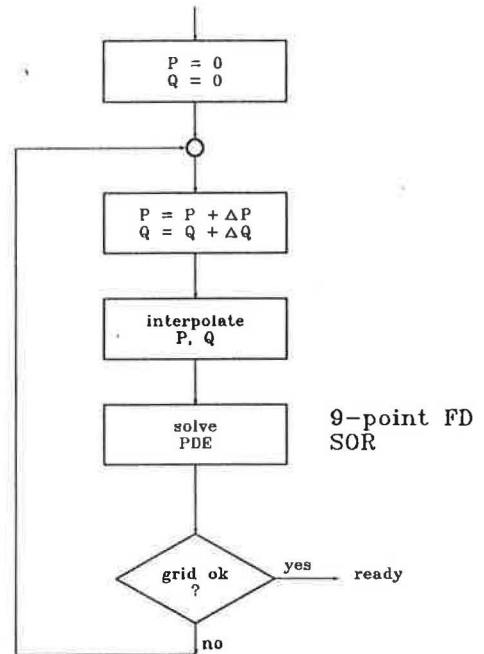 P = 0
Q = 0
P = P + ΔP
Q = Q + ΔQ
interpolate
P, Q
solve
PDE
9-point FD
SOR
grid ok
?
yes
ready
no